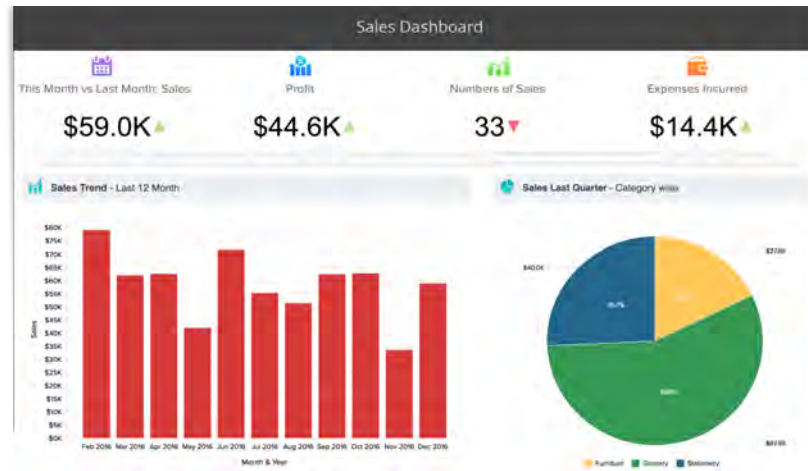 Sales Dashboard
This Month vs Last Month: Sales
Profit
Numbers of Sales
Expenses Incurred
$59.0K
$44.6K
33
$14.4K
Sales Trend - Last 12 Month
Sales Last Quarter - Category wise
$80K
$75K
$70K
$65K
$60K
$55K
$50K
$45K
$40K
$35K
$30K
$25K
$20K
$15K
$10K
$5K
$0K
Sales
Feb 2016 Mar 2016 Apr 2016 May 2016 Jun 2016 Jul 2016 Aug 2016 Sep 2016 Oct 2016 Nov 2016 Dec 2016
Month & Year
$40.0K
Furniture Grocery Stationery